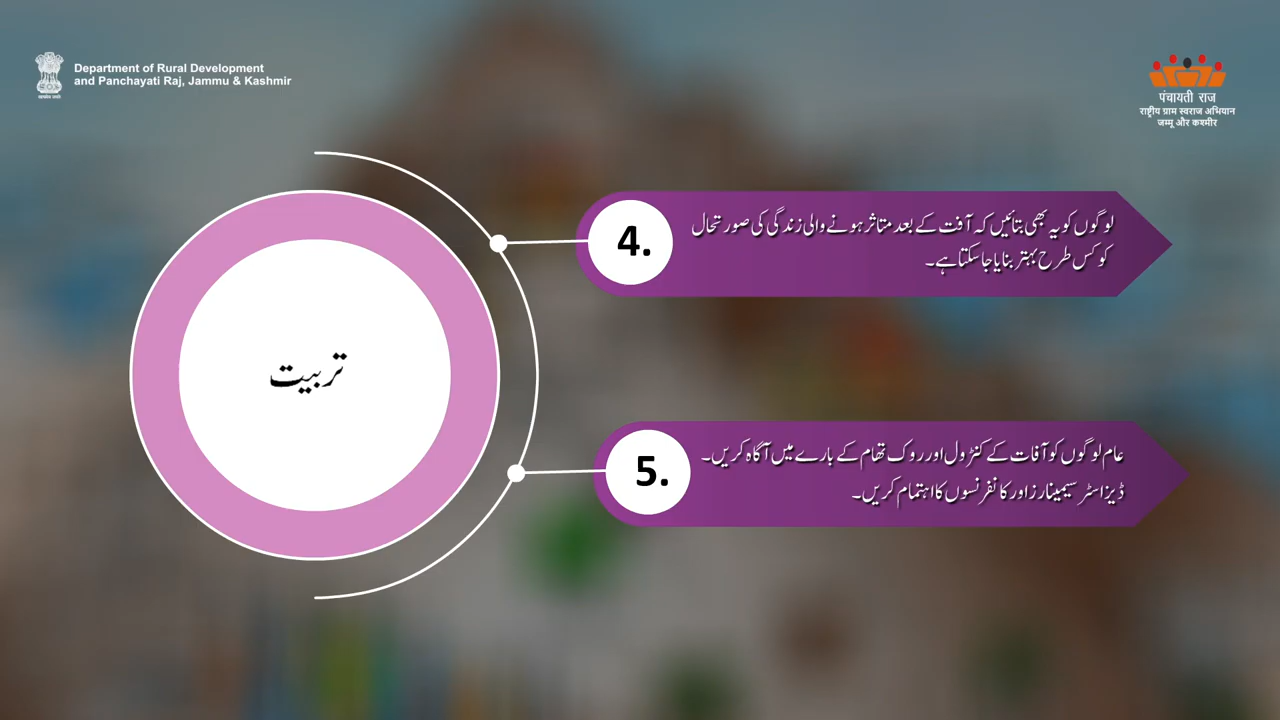 Department of Rural Development
and Panchayati Raj, Jammu & Kashmir
पंचायती राज
राष्ट्रीय ग्राम स्वराज अभियान
जम्मू और कश्मीर
تربیت
4.
لوگوں کو یہ بھی بتائیں کہ آفت کے بعد متاثر ہونے والی زندگی کی صورتحال
کو کس طرح بہتر بنایا جا سکتا ہے۔
5.
عام لوگوں کو آفات کے کنٹرول اور روک تھام کے بارے میں آگاہ کریں۔
ڈیزاسٹر سیمینارز اور کانفرنسوں کا اہتمام کریں۔